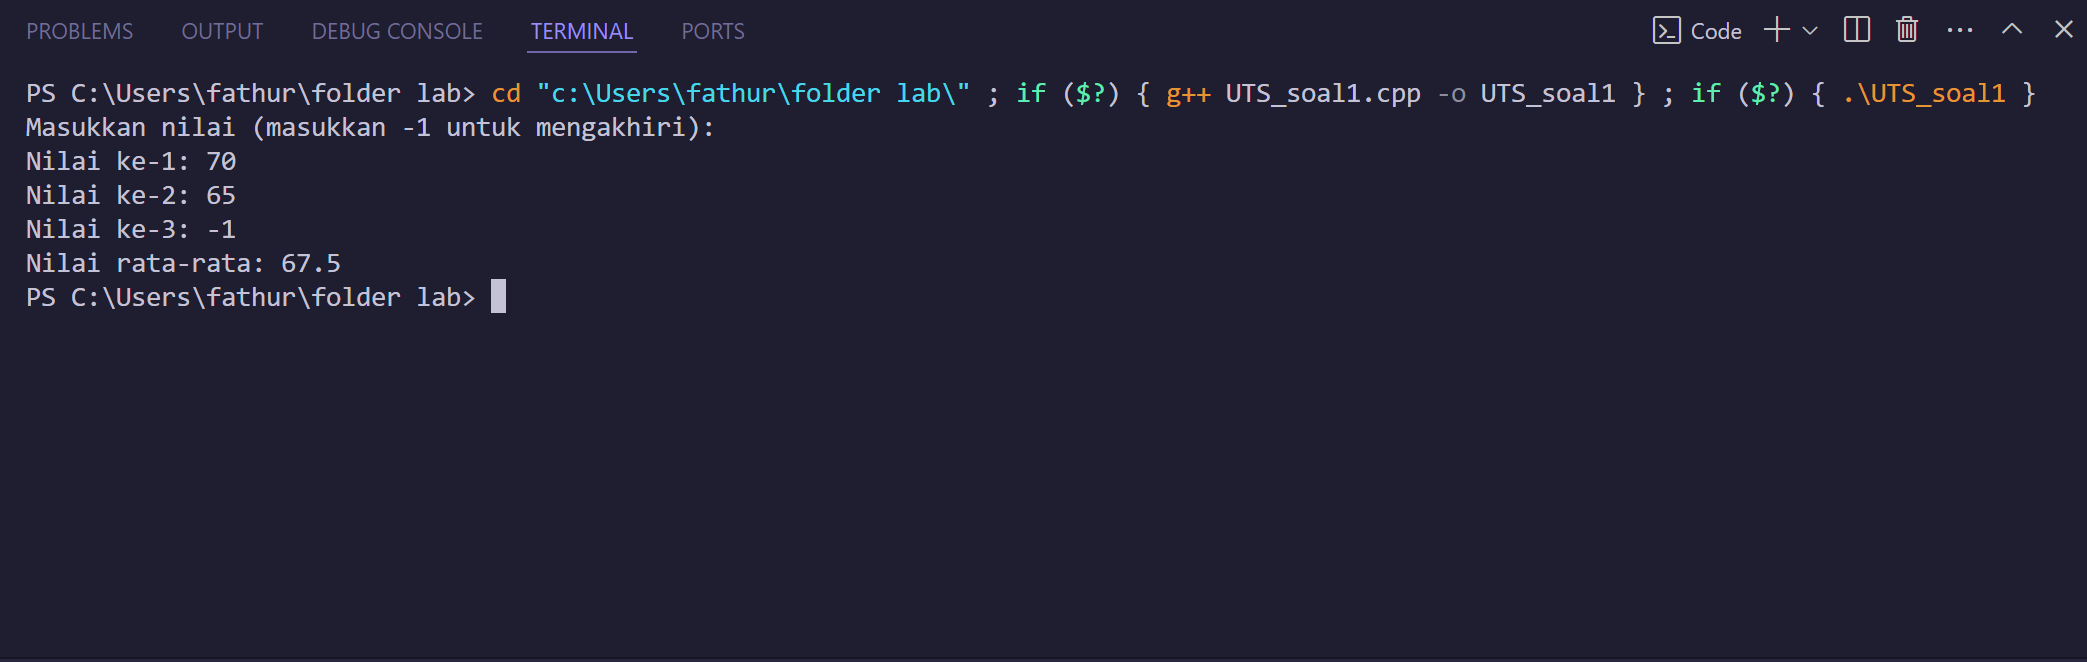 PROBLEMS OUTPUT DEBUG CONSOLE TERMINAL PORTS Code
PS C:\Users\fathur\folder lab> cd "c:\Users\fathur\folder lab\" ; if ($?) { g++ UTS_soal1.cpp -o UTS_soal1 } ; if ($?) { .\UTS_soal1 }
Masukkan nilai (masukkan -1 untuk mengakhiri):
Nilai ke-1: 70
Nilai ke-2: 65
Nilai ke-3: -1
Nilai rata-rata: 67.5
PS C:\Users\fathur\folder lab>